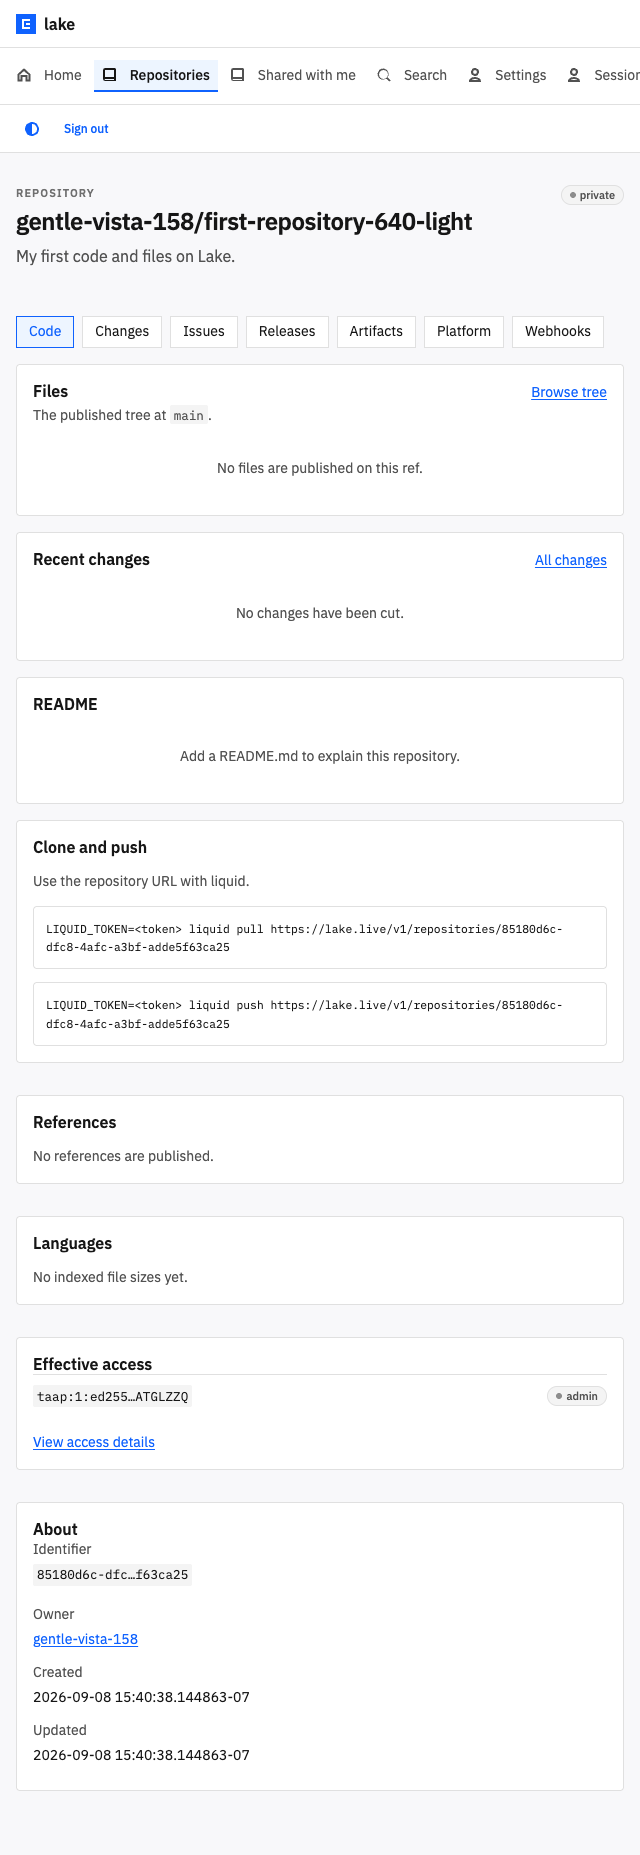 lake
Home Repositories Shared with me Search Settings Session
Sign out
REPOSITORY
private
gentle-vista-158/first-repository-640-light
My first code and files on Lake.
Code Changes Issues Releases Artifacts Platform Webhooks
Files
Browse tree
The published tree at main.
No files are published on this ref.
Recent changes
All changes
No changes have been cut.
README
Add a README.md to explain this repository.
Clone and push
Use the repository URL with liquid.
LIQUID_TOKEN=<token> liquid pull https://lake.live/v1/repositories/85180d6c-
dfc8-4afc-a3bf-adde5f63ca25
LIQUID_TOKEN=<token> liquid push https://lake.live/v1/repositories/85180d6c-
dfc8-4afc-a3bf-adde5f63ca25
References
No references are published.
Languages
No indexed file sizes yet.
Effective access
taap:1:ed255…ATGLZZQ
admin
View access details
About
Identifier
85180d6c-dfc…f63ca25
Owner
gentle-vista-158
Created
2026-09-08 15:40:38.144863-07
Updated
2026-09-08 15:40:38.144863-07